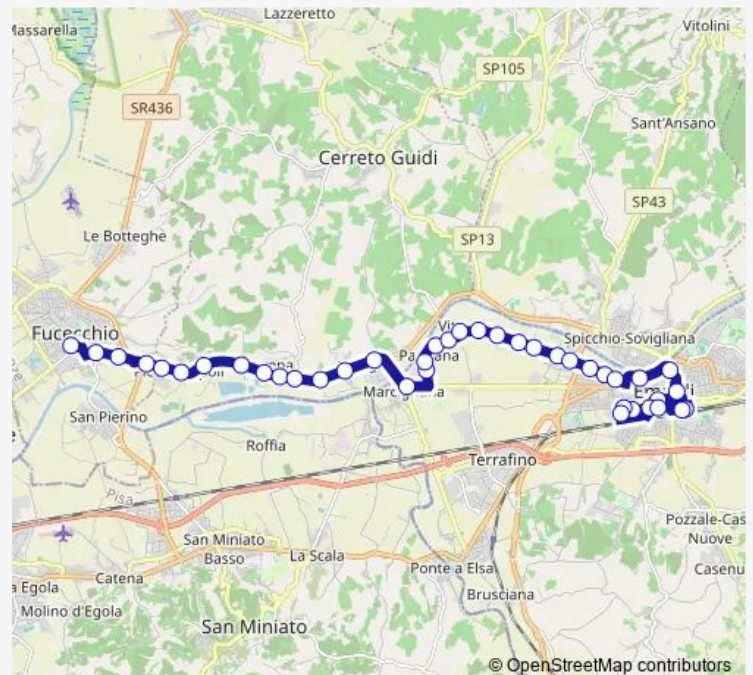 Lazzeretto
Massarella
Vitolini
SP105
SR436
Sant'Ansano
Cerreto Guidi
SP43
Le Botteghe
SP13
Fucecchio
Spicchio-Sovigliana
San Pierino
Roffia
Terrafino
Pisa
Pozzale-Cas
Nuove
San Miniato
Basso
La Scala
Catena
Ponte a Elsa
Casenu
a Egola
Brusciana
Molino d'Egola
San Miniato
© OpenStreetMap contributors